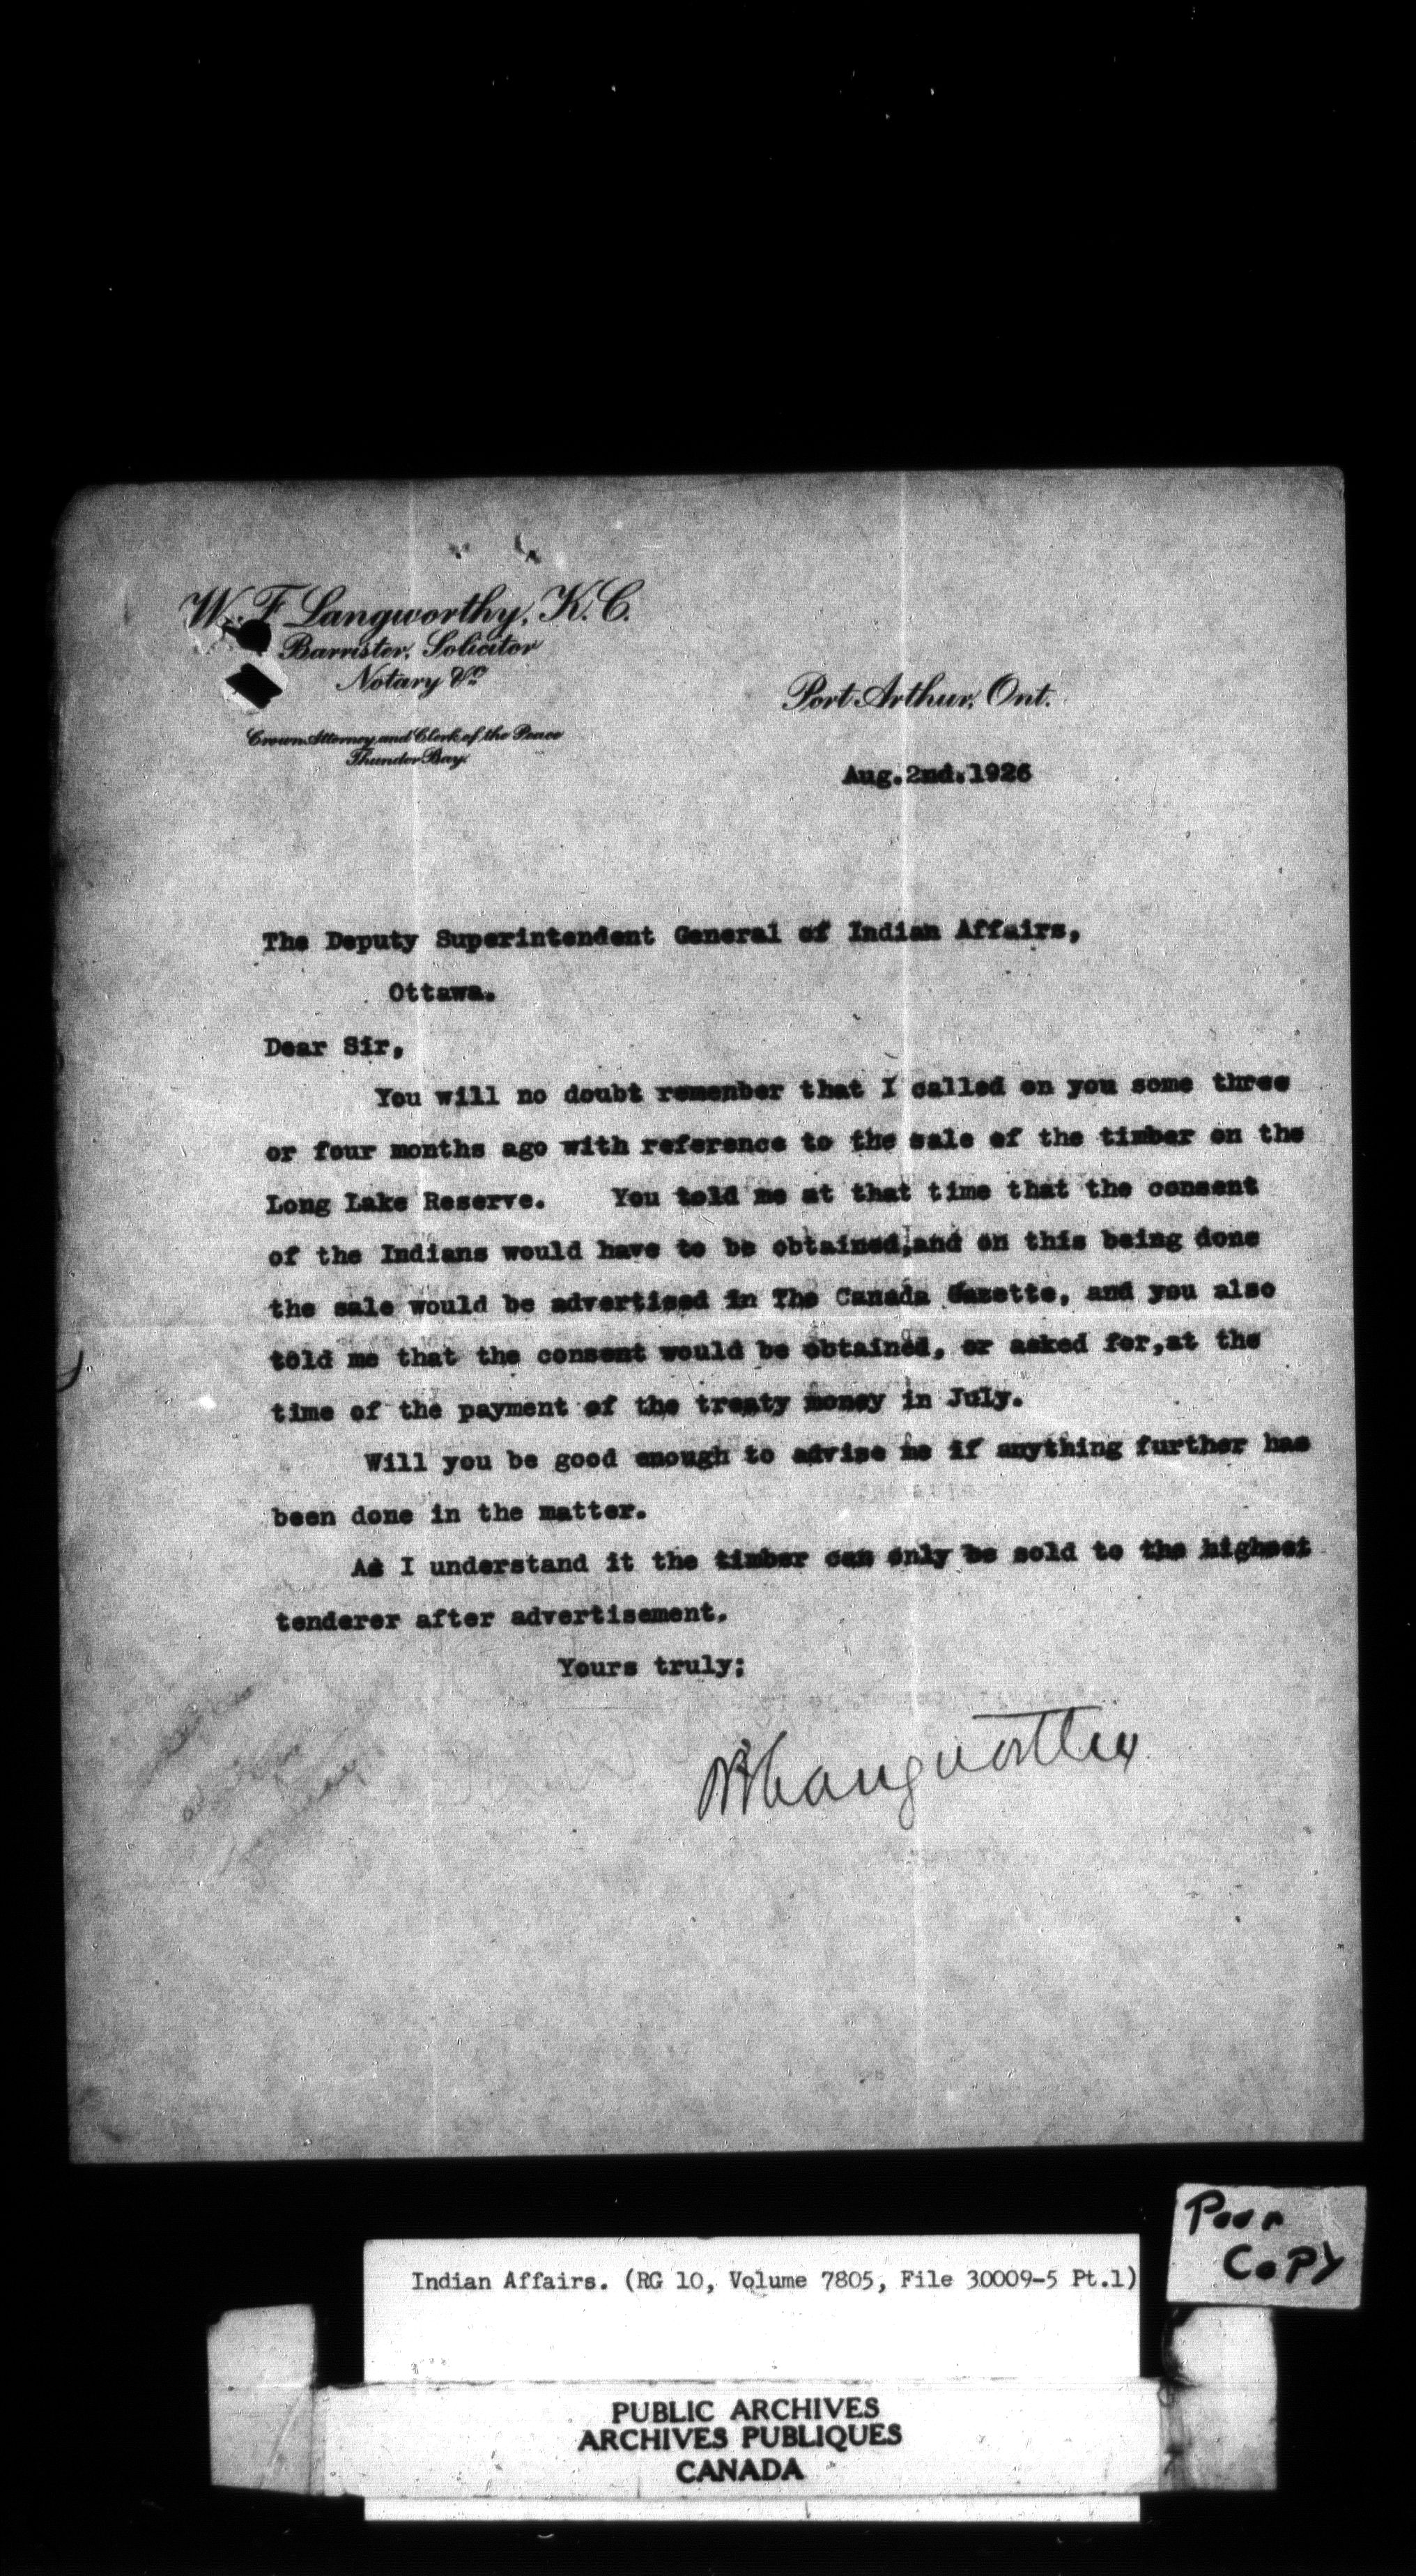 W. F. Langworthy, K.C.
Barrister, Solicitor
Notary &c
Crown Attorney and Clerk of the Peace
Thunder Bay.
Port Arthur, Ont.
Aug.2nd.1926
The Deputy Superintendent General of Indian Affairs,
Ottawa.
Dear Sir,
You will no doubt remember that I called on you some three
or four months ago with reference to the sale of the timber on the
Long Lake Reserve. You told me at that time that the consent
of the Indians would have to be obtained,and on this being done
the sale would be advertised in The Canada Gazette, and you also
told me that the consent would be obtained, or asked for,at the
time of the payment of the treaty money in July.
Will you be good enough to advise me if anything further has
been done in the matter.
As I understand it the timber can only be sold to the highest
tenderer after advertisement.
Yours truly;
WFLangworthy
Poor
Copy
Indian Affairs. (RG 10, Volume 7805, File 30009-5 Pt.1)
PUBLIC ARCHIVES
ARCHIVES PUBLIQUES
CANADA